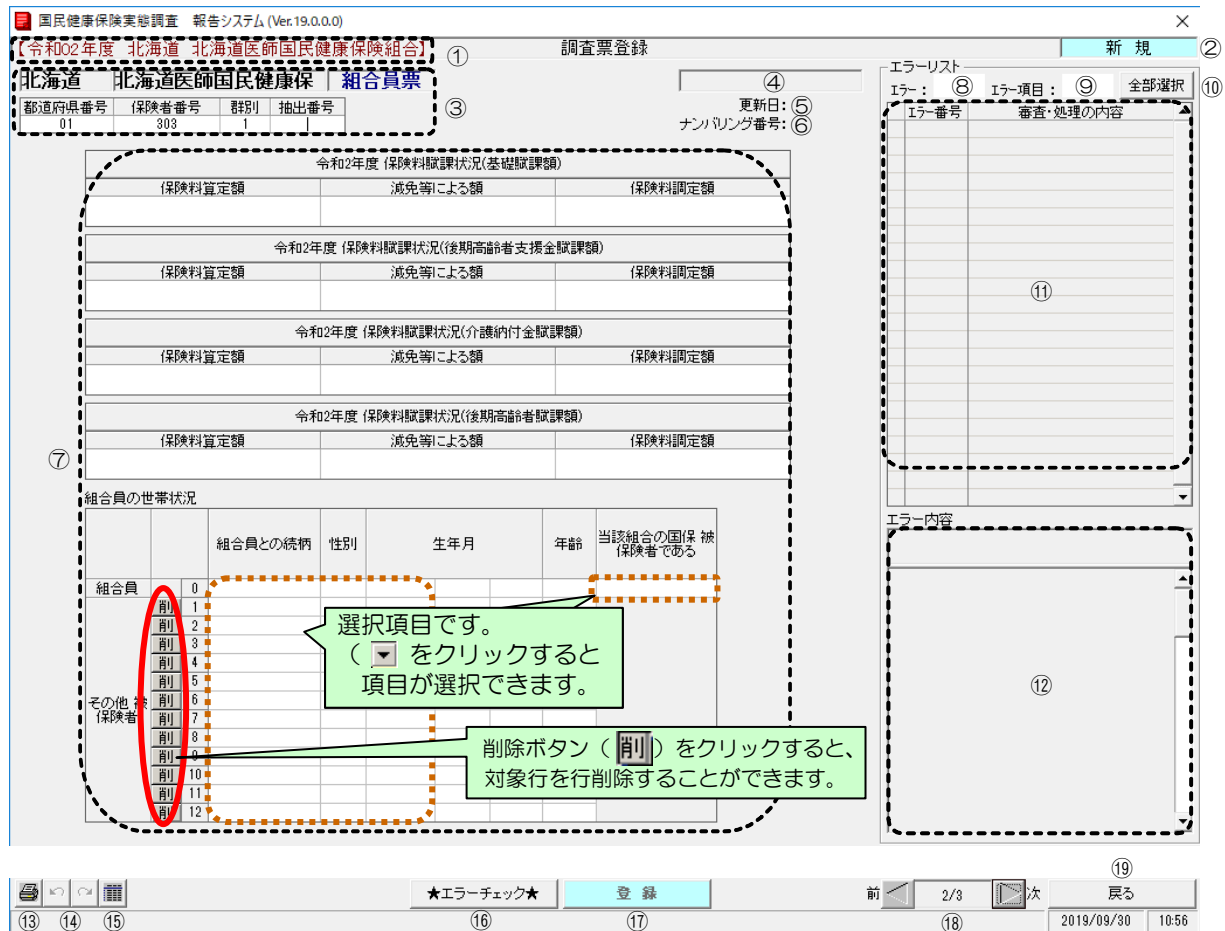 国民健康保険実態調査　報告システム (Ver.19.0.0.0)
【令和02年度　北海道　北海道医師国民健康保険組合】 ① 調査票登録 新 規 ②
北海道　北海道医師国民健康保　組合員票
都道府県番号　保険者番号　群別　抽出番号
01　303　1
③
④
更新日: ⑤
ナンバリング番号: ⑥
エラーリスト
エラー : ⑧ エラー項目 : ⑨ 全部選択 ⑩
エラー番号　審査・処理の内容
⑪
令和2年度 保険料賦課状況(基礎賦課額)
保険料算定額　減免等による額　保険料調定額
令和2年度 保険料賦課状況(後期高齢者支援金賦課額)
保険料算定額　減免等による額　保険料調定額
令和02年度 保険料賦課状況(介護納付金賦課額)
保険料算定額　減免等による額　保険料調定額
令和02年度 保険料賦課状況(後期高齢者賦課額)
保険料算定額　減免等による額　保険料調定額
⑦
組合員の世帯状況
組合員との続柄　性別　生年月　年齢　当該組合の国保 被
保険者である
組合員　0
削 1
削 2
削 3
削 4
削 5
その他 被 削 6
保険者 削 7
削 8
削 9
削 10
削 11
削 12
選択項目です。
（ をクリックすると
項目が選択できます。
削除ボタン（ 削 ）をクリックすると、
対象行を行削除することができます。
エラー内容
⑫
⑲
★エラーチェック★　登 録　前　2/3　次　戻る
⑬ ⑭ ⑮ ⑯ ⑰ ⑱ 2019/09/30 10:56